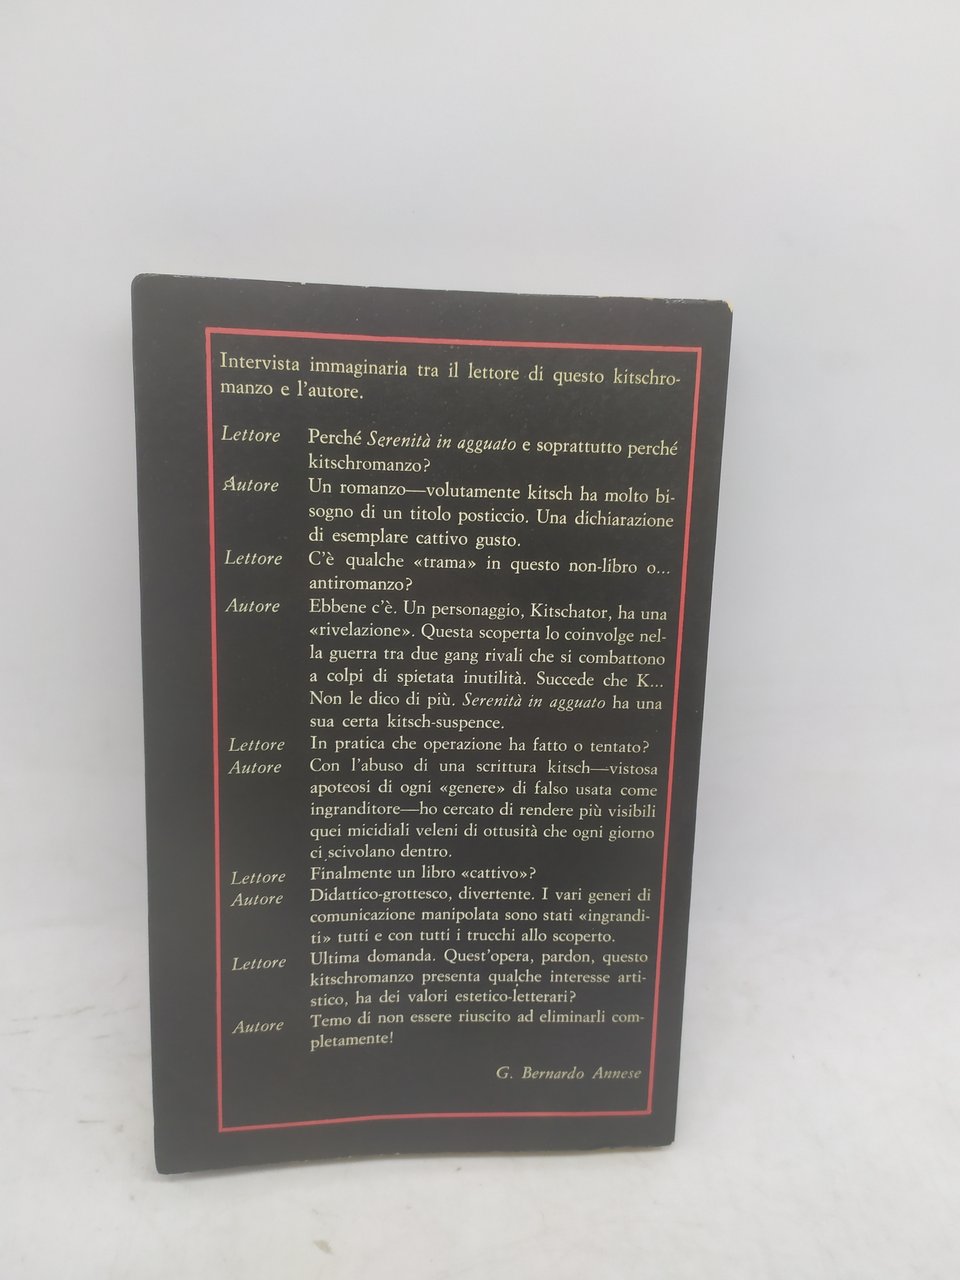 Intervista immaginaria tra il lettore di questo kitschro-
manzo e l'autore.
Lettore Perché Serenità in agguato e soprattutto perché
kitschromanzo?
Autore Un romanzo—volutamente kitsch ha molto bi-
sogno di un titolo posticcio. Una dichiarazione
di esemplare cattivo gusto.
Lettore C'è qualche «trama» in questo non-libro o...
antiromanzo?
Autore Ebbene c'è. Un personaggio, Kitschator, ha una
«rivelazione». Questa scoperta lo coinvolge nel-
la guerra tra due gang rivali che si combattono
a colpi di spietata inutilità. Succede che K...
Non le dico di più. Serenità in agguato ha una
sua certa kitsch-suspence.
Lettore In pratica che operazione ha fatto o tentato?
Autore Con l'abuso di una scrittura kitsch—vistosa
apoteosi di ogni «genere» di falso usata come
ingranditore—ho cercato di rendere più visibili
quei micidiali veleni di ottusità che ogni giorno
ci scivolano dentro.
Lettore Finalmente un libro «cattivo»?
Autore Didattico-grottesco, divertente. I vari generi di
comunicazione manipolata sono stati «ingrandi-
ti» tutti e con tutti i trucchi allo scoperto.
Lettore Ultima domanda. Quest'opera, pardon, questo
kitschromanzo presenta qualche interesse arti-
stico, ha dei valori estetico-letterari?
Autore Temo di non essere riuscito ad eliminarli com-
pletamente!
G. Bernardo Annese